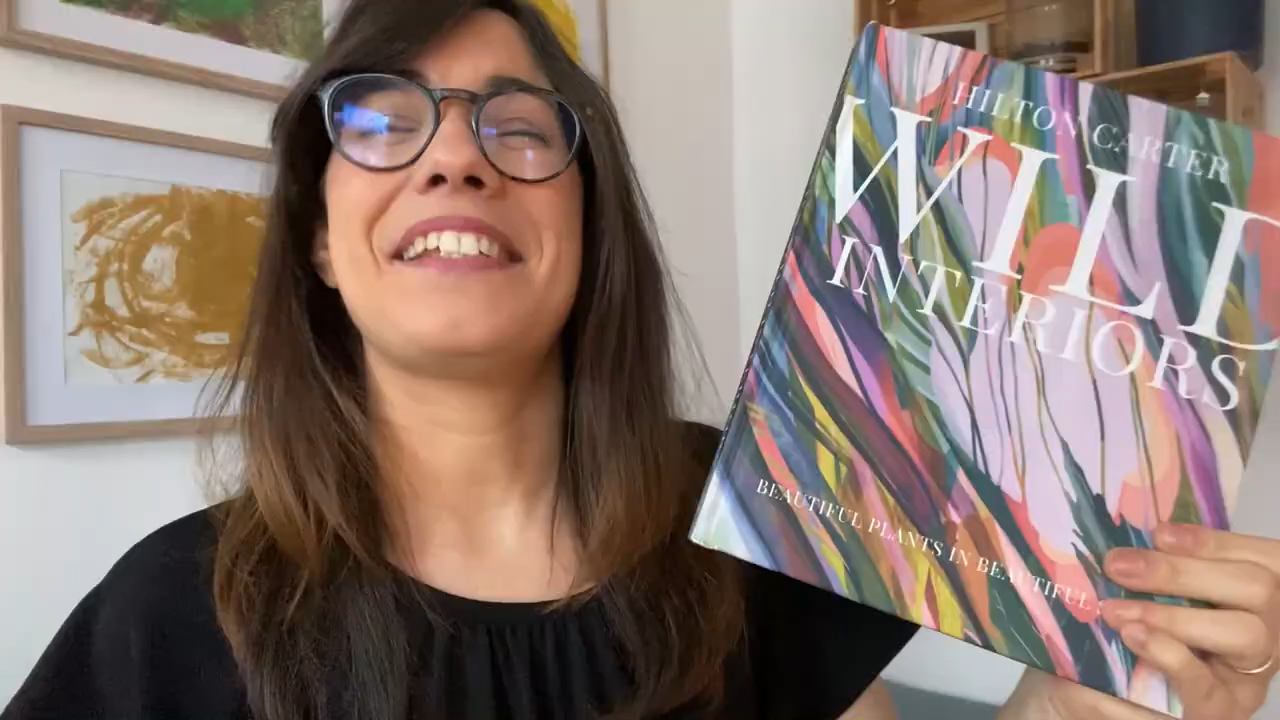 HILTON CARTER
WILD
INTERIORS
BEAUTIFUL PLANTS IN BEAUTIFUL